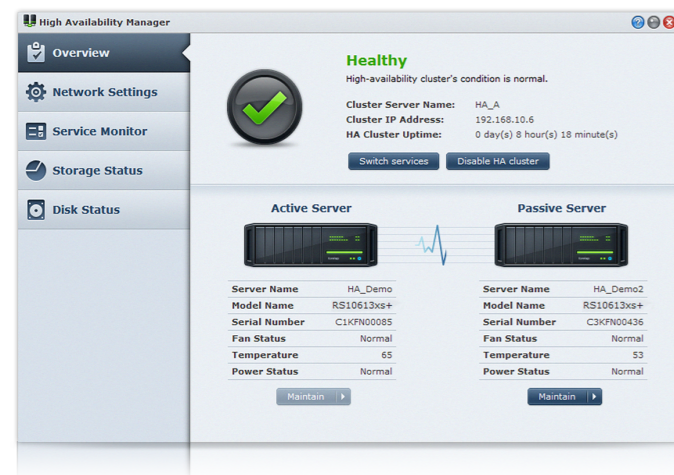 High Availability Manager
Overview
Network Settings
Service Monitor
Storage Status
Disk Status
Healthy
High-availability cluster's condition is normal.
Cluster Server Name: HA_A
Cluster IP Address: 192.168.10.6
HA Cluster Uptime: 0 day(s) 8 hour(s) 18 minute(s)
Switch services Disable HA cluster
Active Server Passive Server
Server Name HA_Demo Server Name HA_Demo2
Model Name RS10613xs+ Model Name RS10613xs+
Serial Number C1KFN00085 Serial Number C3KFN00436
Fan Status Normal Fan Status Normal
Temperature 65 Temperature 53
Power Status Normal Power Status Normal
Maintain Maintain